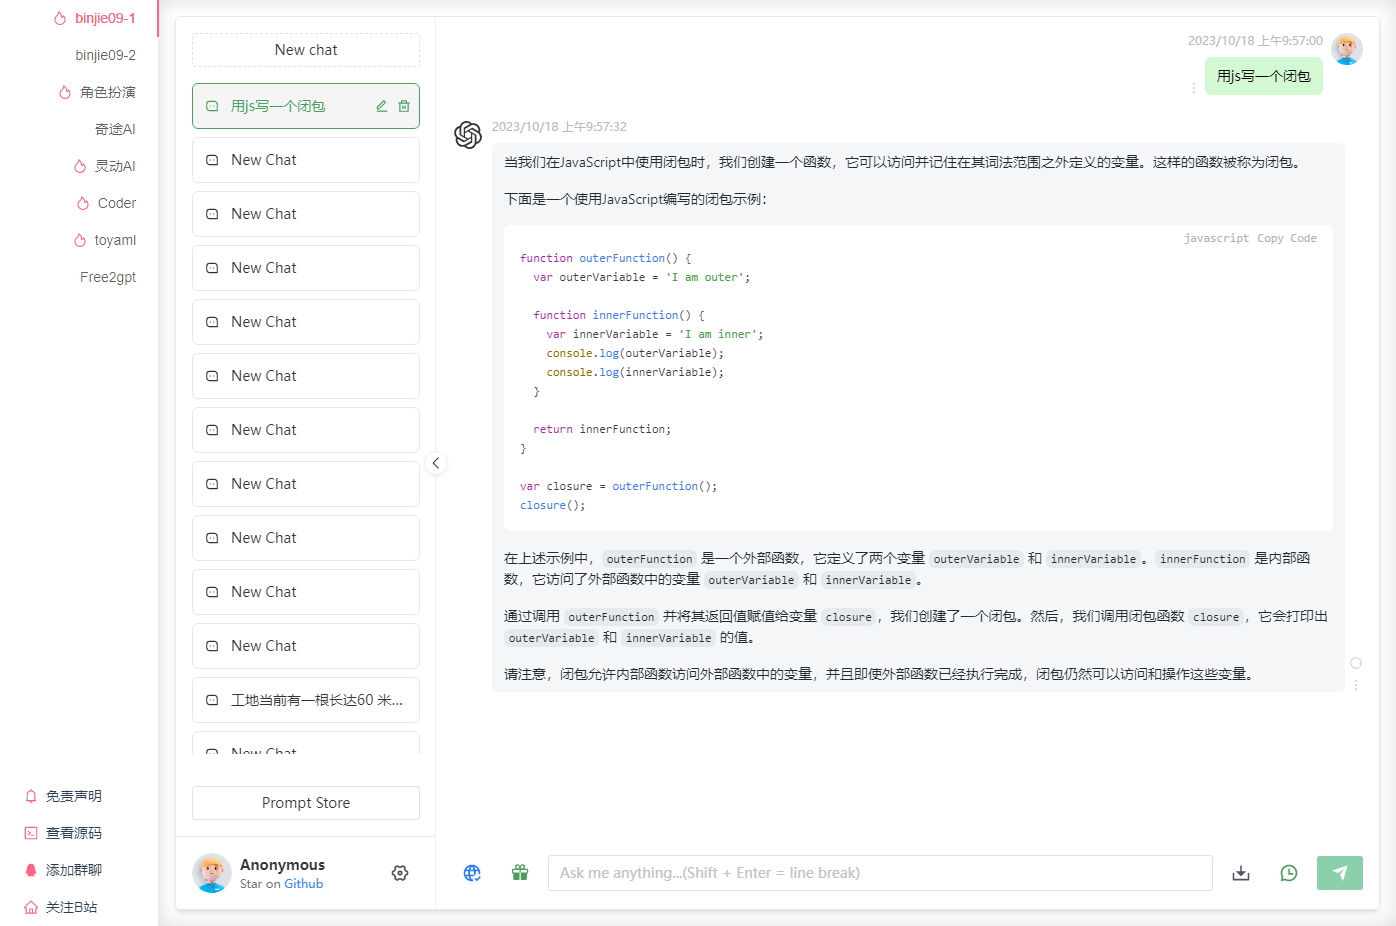 binjie09-1
binjie09-2
角色扮演
奇途AI
灵动AI
Coder
toyaml
Free2gpt
免责声明
查看源码
添加群聊
关注B站
New chat
用js写一个闭包
New Chat
New Chat
New Chat
New Chat
New Chat
New Chat
New Chat
New Chat
New Chat
New Chat
工地当前有一根长达60 米...
New Chat
Prompt Store
Anonymous
Star on Github
2023/10/18 上午9:57:00
用js写一个闭包
2023/10/18 上午9:57:32
当我们在JavaScript中使用闭包时，我们创建一个函数，它可以访问并记住在其词法范围之外定义的变量。这样的函数被称为闭包。
下面是一个使用JavaScript编写的闭包示例：
javascript Copy Code
function outerFunction() {
  var outerVariable = 'I am outer';
  function innerFunction() {
    var innerVariable = 'I am inner';
    console.log(outerVariable);
    console.log(innerVariable);
  }
  return innerFunction;
}
var closure = outerFunction();
closure();
在上述示例中，outerFunction 是一个外部函数，它定义了两个变量 outerVariable 和 innerVariable。innerFunction 是内部函
数，它访问了外部函数中的变量 outerVariable 和 innerVariable。
通过调用 outerFunction 并将其返回值赋值给变量 closure，我们创建了一个闭包。然后，我们调用闭包函数 closure，它会打印出
outerVariable 和 innerVariable 的值。
请注意，闭包允许内部函数访问外部函数中的变量，并且即使外部函数已经执行完成，闭包仍然可以访问和操作这些变量。
Ask me anything...(Shift + Enter = line break)